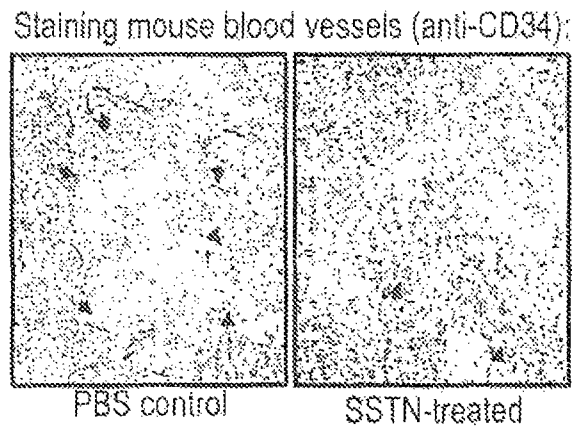 Staining mouse blood vessels (anti-CD34):
PBS control
SSTN-treated